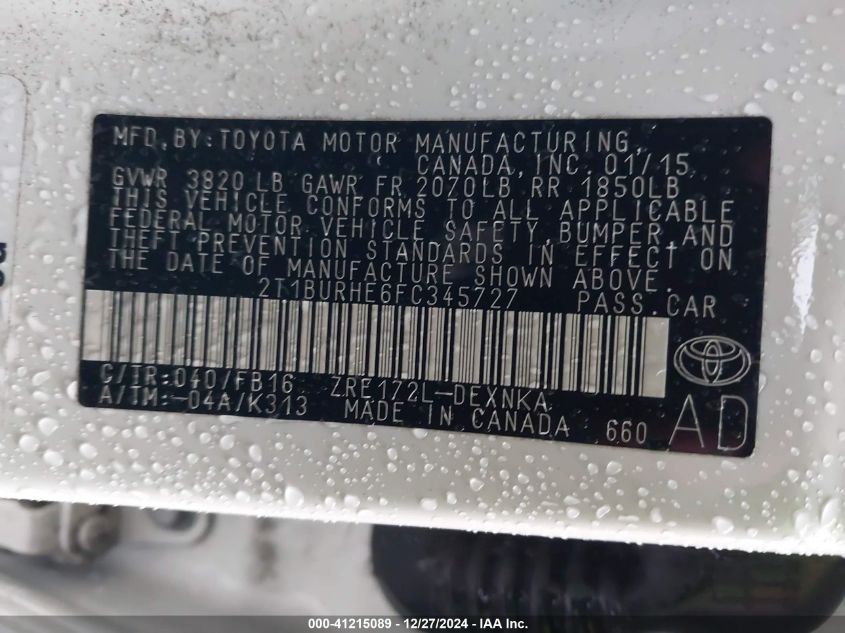 MFD. BY: TOYOTA MOTOR MANUFACTURING,
CANADA, INC. 01/15
GVWR 3820 LB GAWR FR 2070LB RR 1850LB
THIS VEHICLE CONFORMS TO ALL APPLICABLE
FEDERAL MOTOR VEHICLE SAFETY, BUMPER, AND
THEFT PREVENTION STANDARDS IN EFFECT ON
THE DATE OF MANUFACTURE SHOWN ABOVE.
2T1BURHE6FC345727 PASS. CAR
C/TR: 040/FB16 ZRE172L-DEXNKA
A/TM: -04A/K313 MADE IN CANADA 660 AD
000-41215089 - 12/27/2024 - IAA Inc.